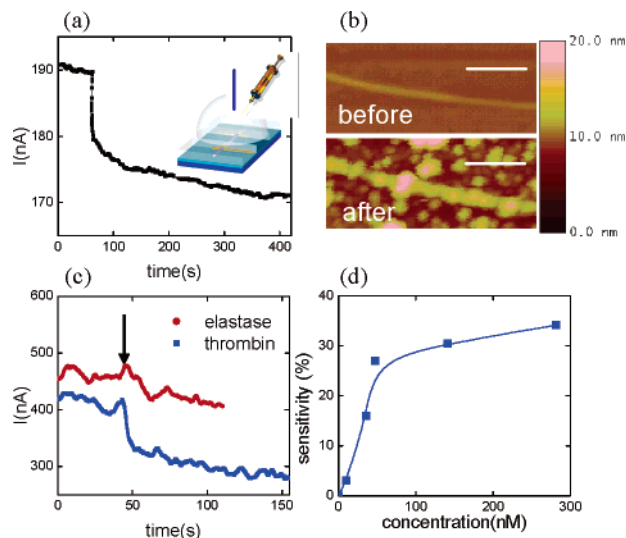 (a)
190
180
170
I(nA)
0 100 200 300 400
time(s)
(b)
before
after
20.0 nm
10.0 nm
0.0 nm
(c)
600
500
400
300
I(nA)
elastase
thrombin
0 50 100 150
time(s)
(d)
40
30
20
10
0
sensitivity (%)
0 100 200 300
concentration(nM)